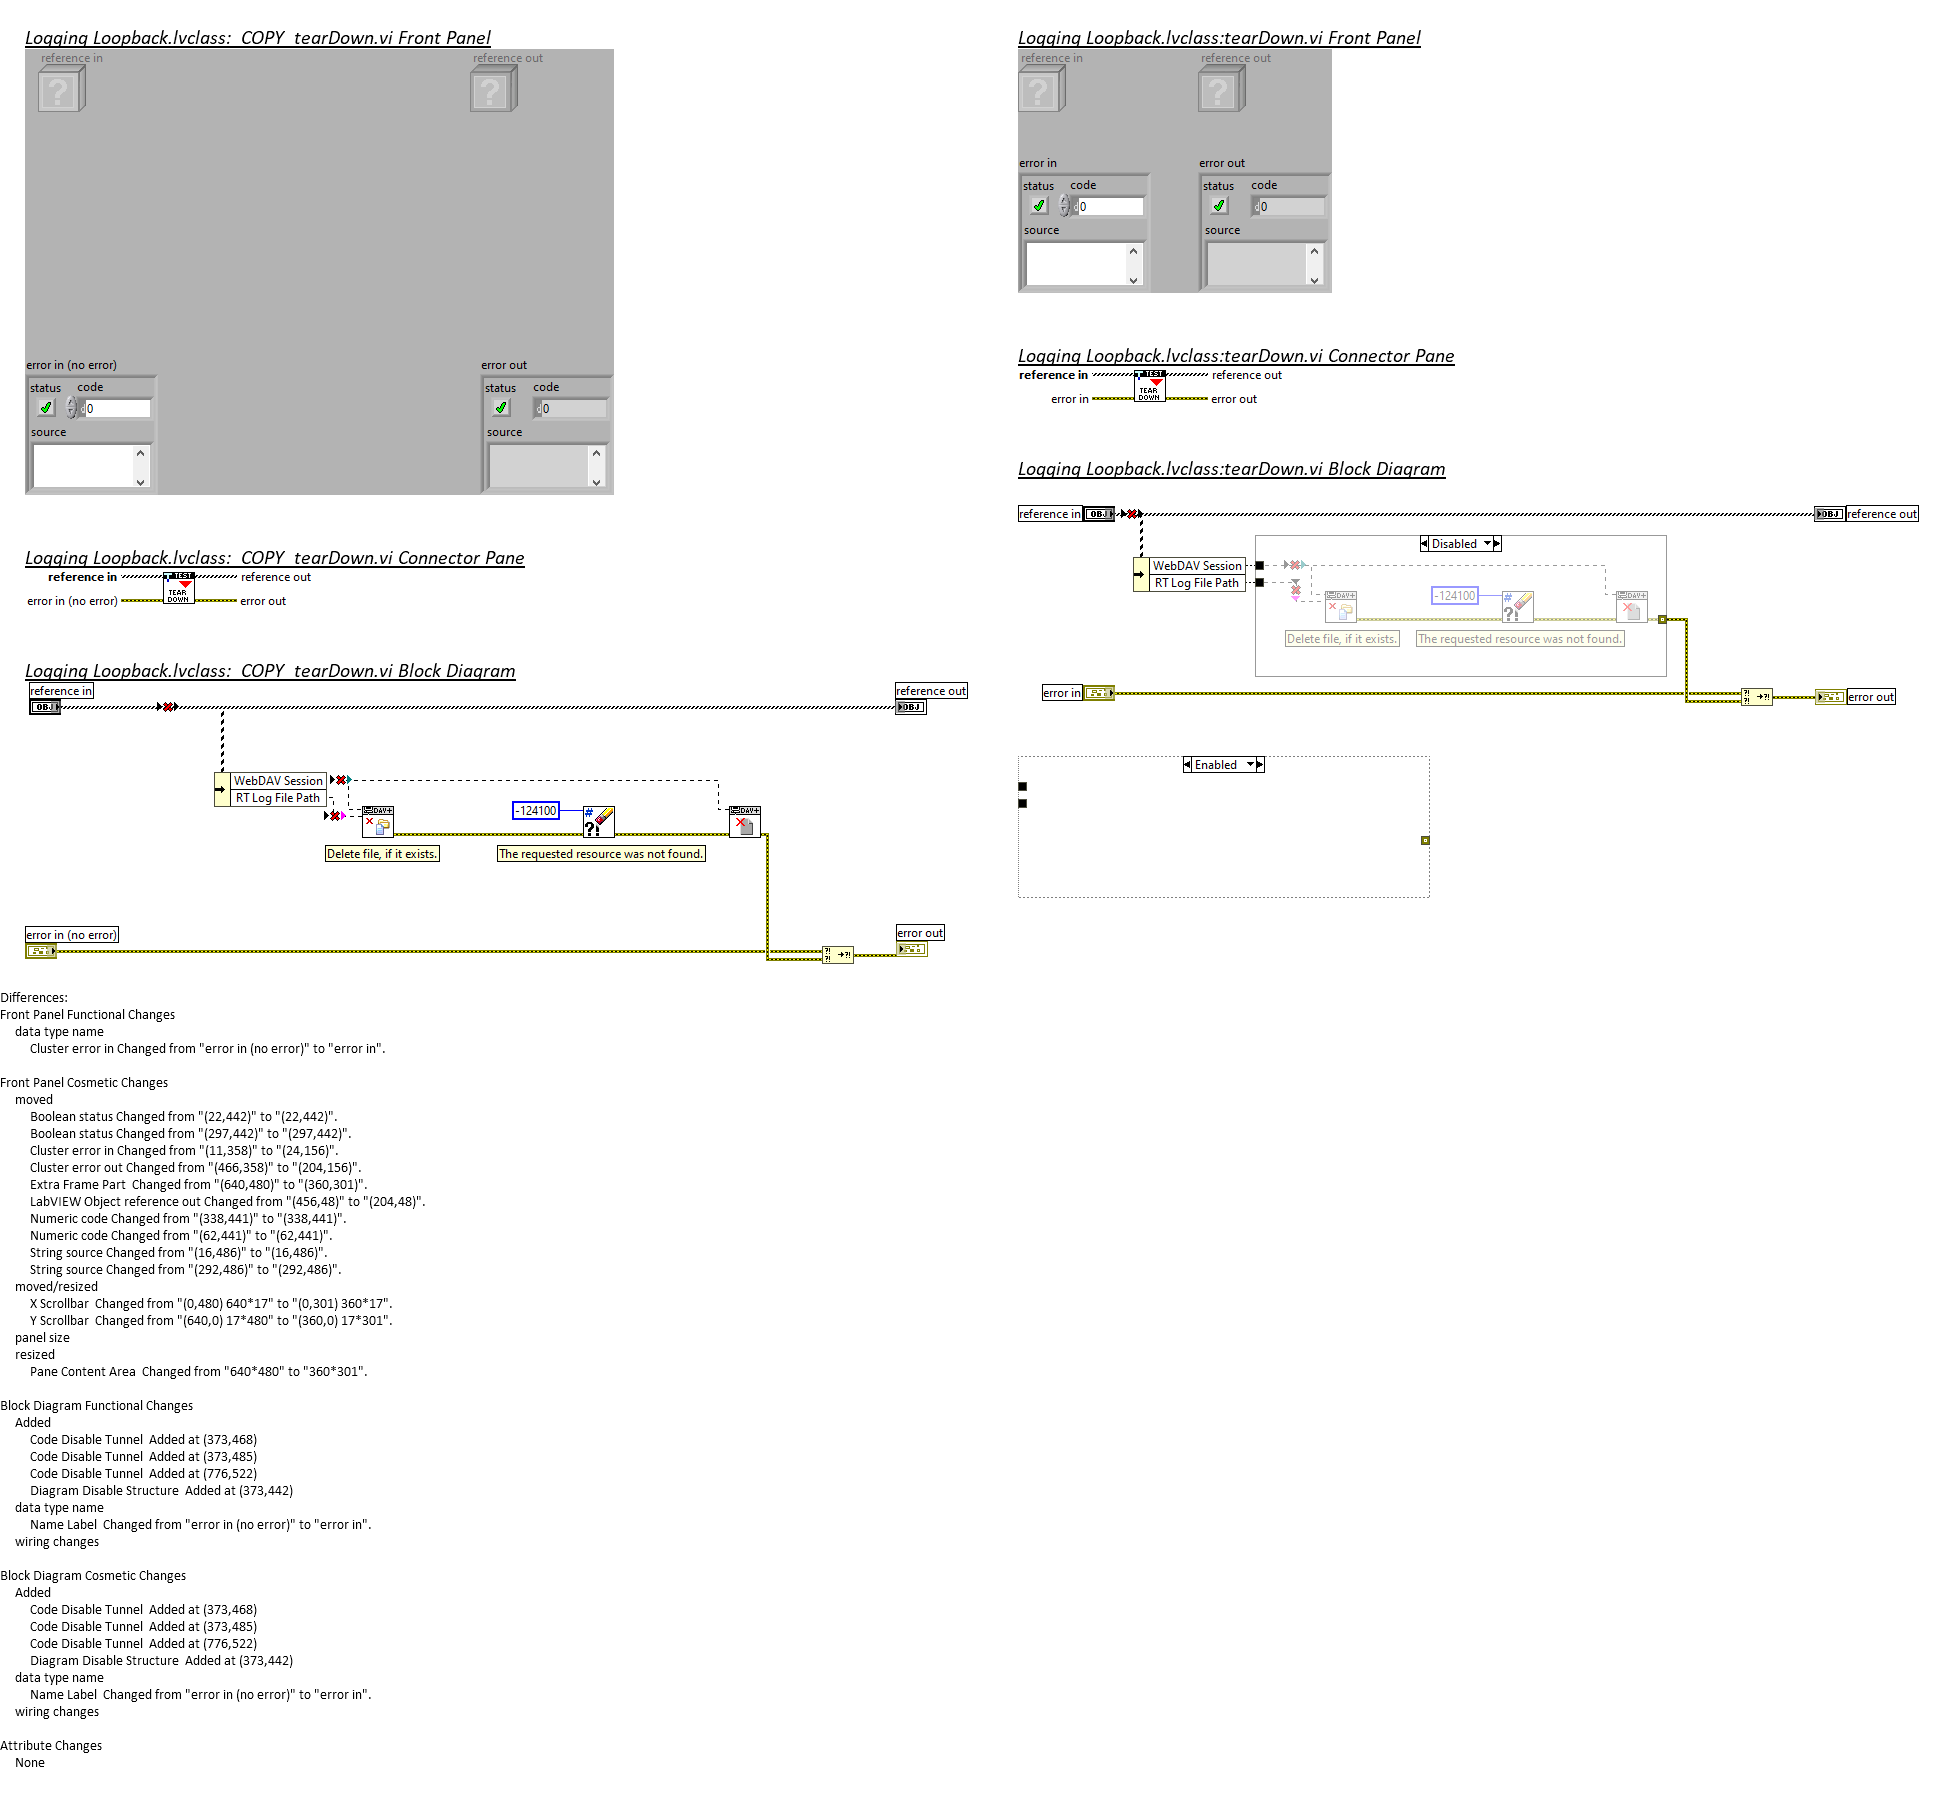 Logging Loopback.lvclass:_COPY_tearDown.vi Front Panel
reference in
reference out
?
?
error in (no error)
status
code
0
source
error out
status
code
0
source
Logging Loopback.lvclass:_COPY_tearDown.vi Connector Pane
reference in
reference out
TEST
TEAR
DOWN
error in (no error)
error out
Logging Loopback.lvclass:_COPY_tearDown.vi Block Diagram
reference in
reference out
OBJ
OBJ
WebDAV Session
RT Log File Path
DAV
-124100
#
?!
DAV
Delete file, if it exists.
The requested resource was not found.
error in (no error)
error out
?!
?!
?!
Logging Loopback.lvclass:tearDown.vi Front Panel
reference in
reference out
?
?
error in
error out
status
code
0
source
status
code
0
source
Logging Loopback.lvclass:tearDown.vi Connector Pane
reference in
reference out
TEST
TEAR
DOWN
error in
error out
Logging Loopback.lvclass:tearDown.vi Block Diagram
reference in
OBJ
OBJ
reference out
Disabled
WebDAV Session
RT Log File Path
DAV
-124100
#
?!
DAV
Delete file, if it exists.
The requested resource was not found.
error in
?!
?!
?!
error out
Enabled
Differences:
Front Panel Functional Changes
data type name
Cluster error in Changed from "error in (no error)" to "error in".
Front Panel Cosmetic Changes
moved
Boolean status Changed from "(22,442)" to "(22,442)".
Boolean status Changed from "(297,442)" to "(297,442)".
Cluster error in Changed from "(11,358)" to "(24,156)".
Cluster error out Changed from "(466,358)" to "(204,156)".
Extra Frame Part  Changed from "(640,480)" to "(360,301)".
LabVIEW Object reference out Changed from "(456,48)" to "(204,48)".
Numeric code Changed from "(338,441)" to "(338,441)".
Numeric code Changed from "(62,441)" to "(62,441)".
String source Changed from "(16,486)" to "(16,486)".
String source Changed from "(292,486)" to "(292,486)".
moved/resized
X Scrollbar  Changed from "(0,480) 640*17" to "(0,301) 360*17".
Y Scrollbar  Changed from "(640,0) 17*480" to "(360,0) 17*301".
panel size
resized
Pane Content Area  Changed from "640*480" to "360*301".
Block Diagram Functional Changes
Added
Code Disable Tunnel  Added at (373,468)
Code Disable Tunnel  Added at (373,485)
Code Disable Tunnel  Added at (776,522)
Diagram Disable Structure  Added at (373,442)
data type name
Name Label  Changed from "error in (no error)" to "error in".
wiring changes
Block Diagram Cosmetic Changes
Added
Code Disable Tunnel  Added at (373,468)
Code Disable Tunnel  Added at (373,485)
Code Disable Tunnel  Added at (776,522)
Diagram Disable Structure  Added at (373,442)
data type name
Name Label  Changed from "error in (no error)" to "error in".
wiring changes
Attribute Changes
None